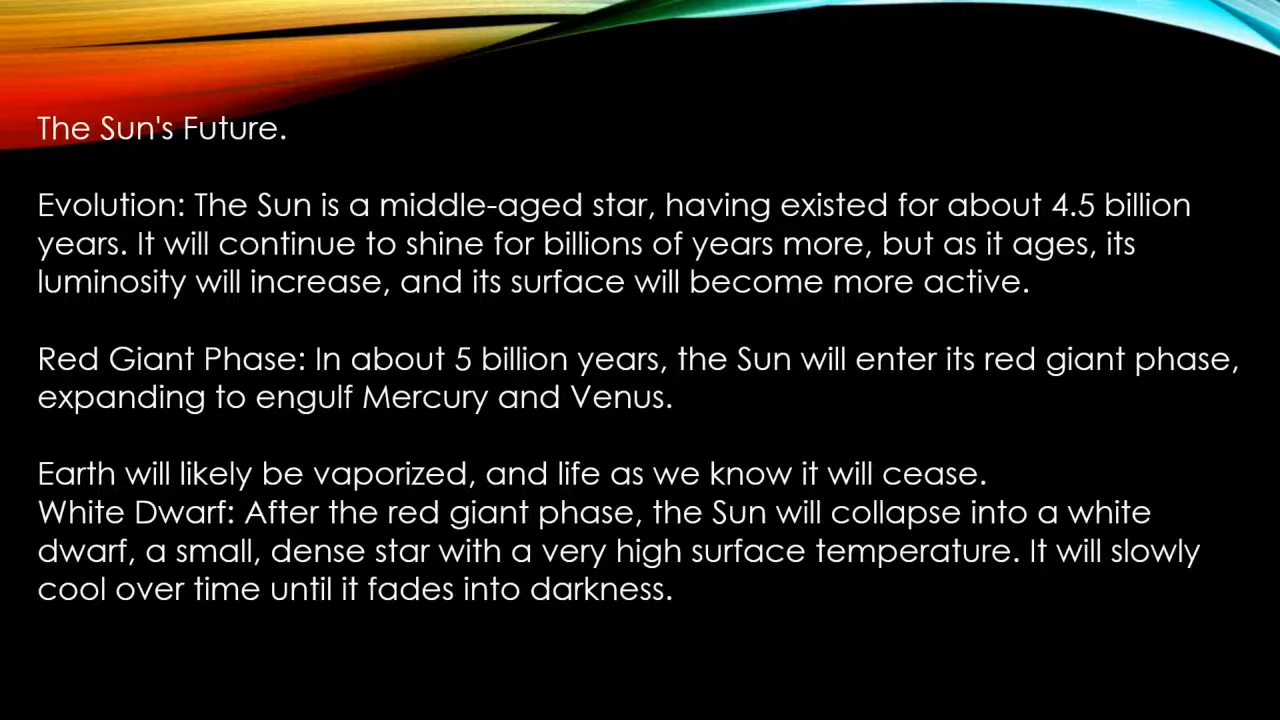 The Sun's Future.
Evolution: The Sun is a middle-aged star, having existed for about 4.5 billion
years. It will continue to shine for billions of years more, but as it ages, its
luminosity will increase, and its surface will become more active.
Red Giant Phase: In about 5 billion years, the Sun will enter its red giant phase,
expanding to engulf Mercury and Venus.
Earth will likely be vaporized, and life as we know it will cease.
White Dwarf: After the red giant phase, the Sun will collapse into a white
dwarf, a small, dense star with a very high surface temperature. It will slowly
cool over time until it fades into darkness.